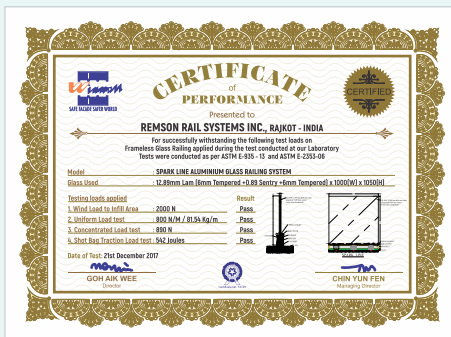 Winwall
SAFE FACADE SAFER WORLD
CERTIFICATE
of
PERFORMANCE
CERTIFIED
Presented to
REMSON RAIL SYSTEMS INC., RAJKOT - INDIA
For successfully withstanding the following test loads on
Frameless Glass Railing applied during the test conducted at our Laboratory
Tests were conducted as per ASTM E-935 - 13 and ASTM E-2353-06
Model : SPARK LINE ALUMINIUM GLASS RAILING SYSTEM
Glass Used : 12.89mm Lam [6mm Tempered +0.89 Sentry +6mm Tempered] x 1000(W) x 1050(H)
Testing loads applied Result
1. Wind Load to Infill Area : 2000 N Pass
2. Uniform Load test : 800 N/M / 81.54 Kg/m Pass
3. Concentrated Load test : 890 N Pass
4. Shot Bag Traction Load test : 542 Joules Pass
Date of Test: 21st December 2017
GOH AIK WEE
Director
CHIN YUN FEN
Managing Director